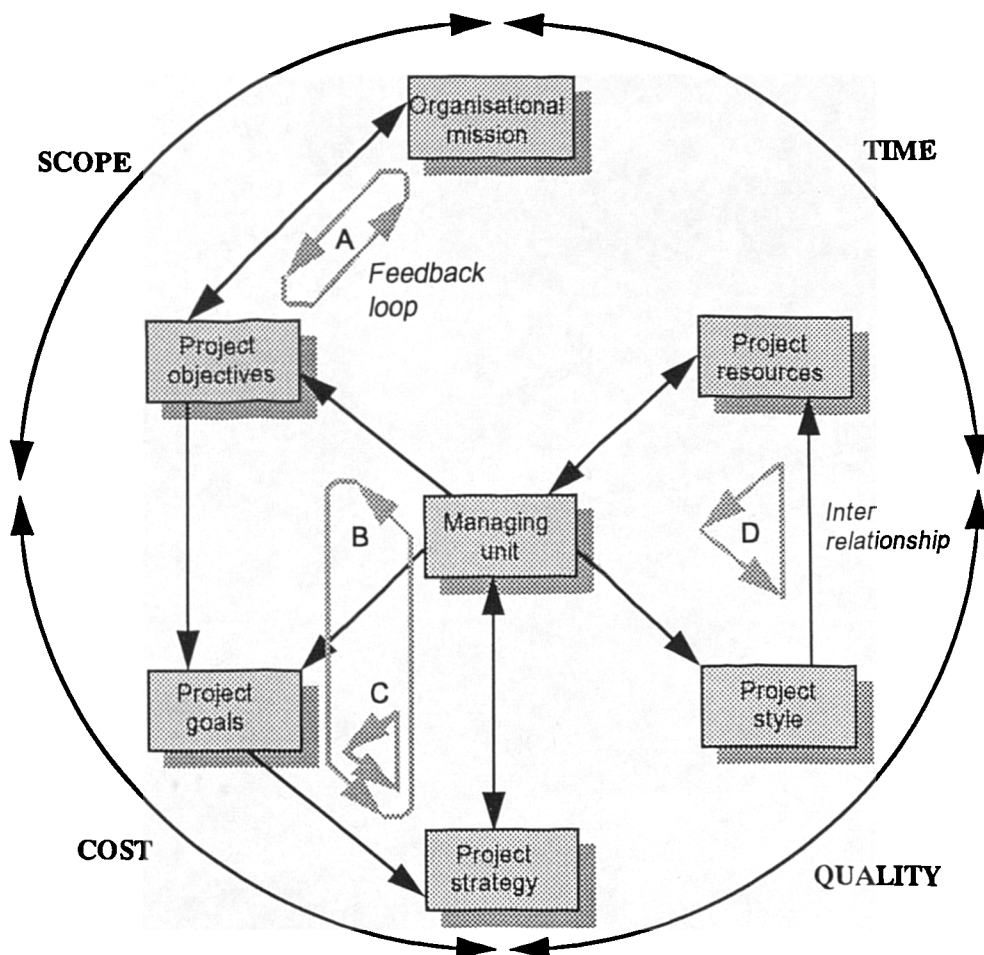 Organisational
mission
SCOPE
TIME
A
Feedback
loop
Project
objectives
Project
resources
Managing
unit
B
D
Inter
relationship
C
Project
goals
Project
style
COST
Project
strategy
QUALITY